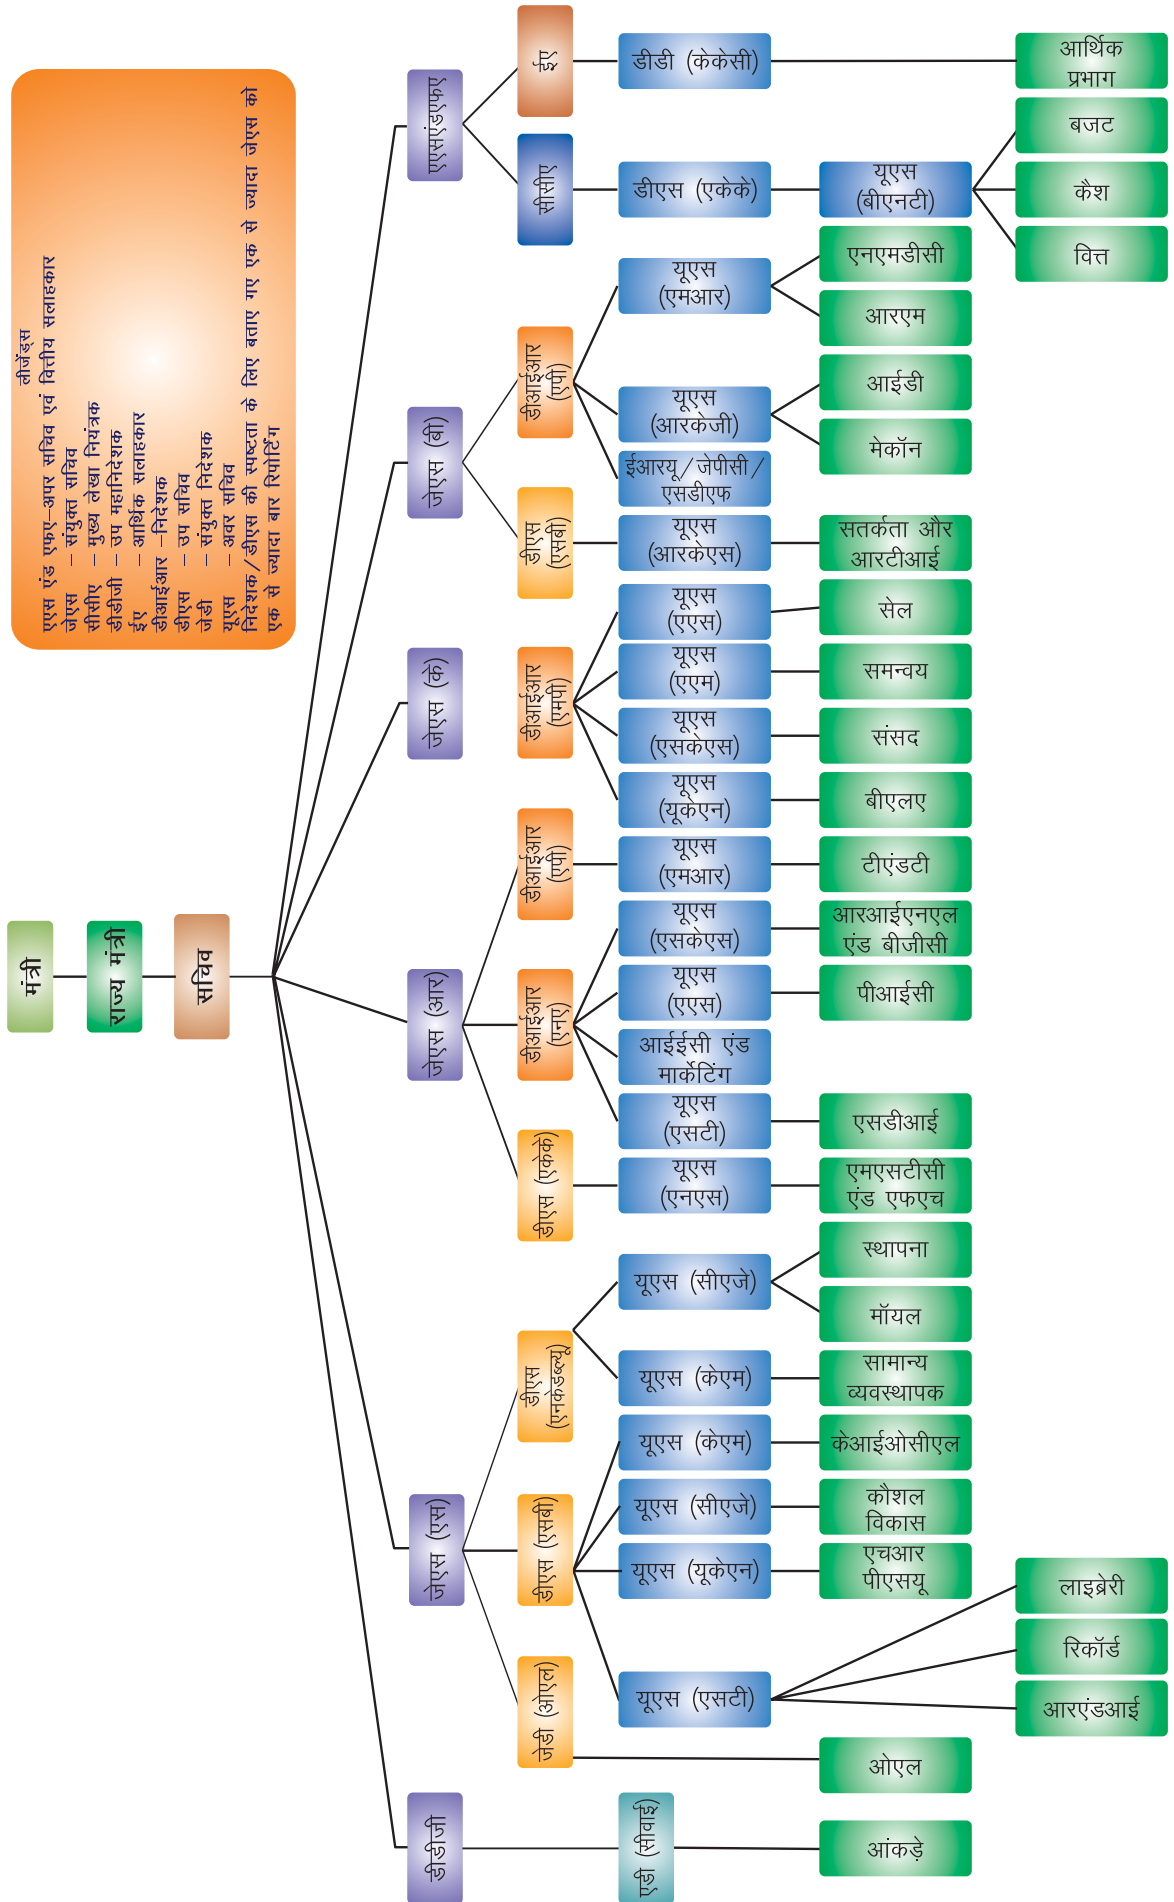 लीजेंड्स
एएस एंड एफए–अपर सचिव एवं वित्तीय सलाहकार
जेएस – संयुक्त सचिव
सीसीए – मुख्य लेखा नियंत्रक
डीडीजी – उप महानिदेशक
ईए – आर्थिक सलाहकार
डीआईआर –निदेशक
डीएस – उप सचिव
जेडी – संयुक्त निदेशक
यूएस – अवर सचिव
निदेशक/डीएस की स्पष्टता के लिए बताए गए एक से ज्यादा जेएस को
एक से ज्यादा बार रिपोर्टिंग
मंत्री
राज्य मंत्री
सचिव
एएसएंडएफए
जेएस (बी)
जेएस (के)
जेएस (आर)
जेएस (एस)
डीडीजी
ईए
सीसीए
डीआईआर
(एपी)
डीएस
(एसबी)
डीआईआर
(एमपी)
डीआईआर
(एपी)
डीआईआर
(एनए)
डीएस (एकेके)
डीएस
(एनकेडब्ल्यू)
डीएस (एसबी)
जेडी (ओएल)
डीडी (केकेसी)
डीएस (एकेके)
यूएस
(एमआर)
यूएस
(आरकेजी)
ईआरयू/जेपीसी/
एसडीएफ
यूएस
(आरकेएस)
यूएस
(एएस)
यूएस
(एएम)
यूएस
(एसकेएस)
यूएस
(यूकेएन)
यूएस
(एमआर)
यूएस
(एसकेएस)
यूएस
(एएस)
आईईसी एंड
मार्केटिंग
यूएस
(एसटी)
यूएस
(एनएस)
यूएस (सीएजे)
यूएस (केएम)
यूएस (केएम)
यूएस (सीएजे)
यूएस (यूकेएन)
यूएस (एसटी)
एडी (सीवाई)
यूएस
(बीएनटी)
एनएमडीसी
आरएम
आईडी
मेकॉन
सतर्कता और
आरटीआई
सेल
समन्वय
संसद
बीएलए
टीएंडटी
आरआईएनएल
एंड बीजीसी
पीआईसी
एसडीआई
एमएसटीसी
एंड एफएच
स्थापना
मॉयल
सामान्य
व्यवस्थापक
केआईओसीएल
कौशल
विकास
एचआर
पीएसयू
ओएल
आंकड़े
आर्थिक
प्रभाग
बजट
कैश
वित्त
लाइब्रेरी
रिकॉर्ड
आरएंडआई